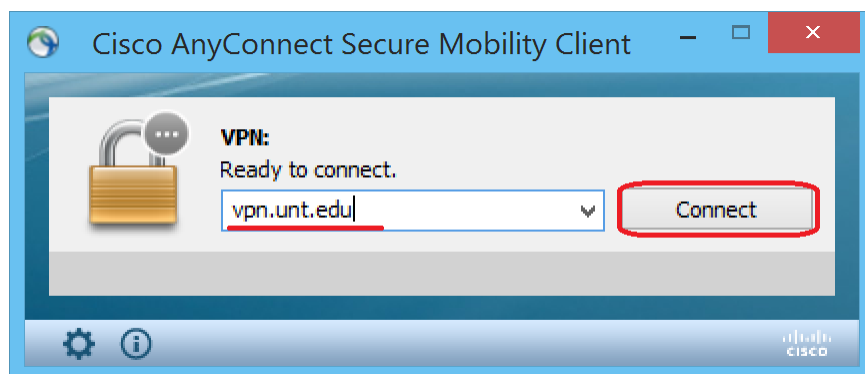 Cisco AnyConnect Secure Mobility Client
VPN:
Ready to connect.
vpn.unt.edu
Connect
CISCO